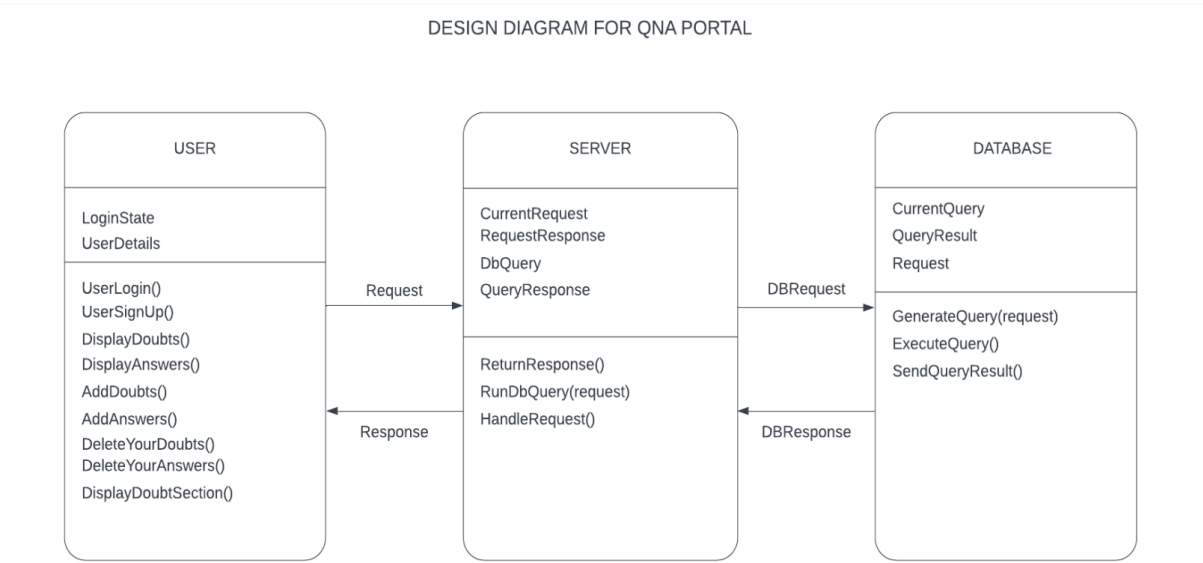 DESIGN DIAGRAM FOR QNA PORTAL
USER
LoginState
UserDetails
UserLogin()
UserSignUp()
DisplayDoubts()
DisplayAnswers()
AddDoubts()
AddAnswers()
DeleteYourDoubts()
DeleteYourAnswers()
DisplayDoubtSection()
Request
Response
SERVER
CurrentRequest
RequestResponse
DbQuery
QueryResponse
ReturnResponse()
RunDbQuery(request)
HandleRequest()
DBRequest
DBResponse
DATABASE
CurrentQuery
QueryResult
Request
GenerateQuery(request)
ExecuteQuery()
SendQueryResult()